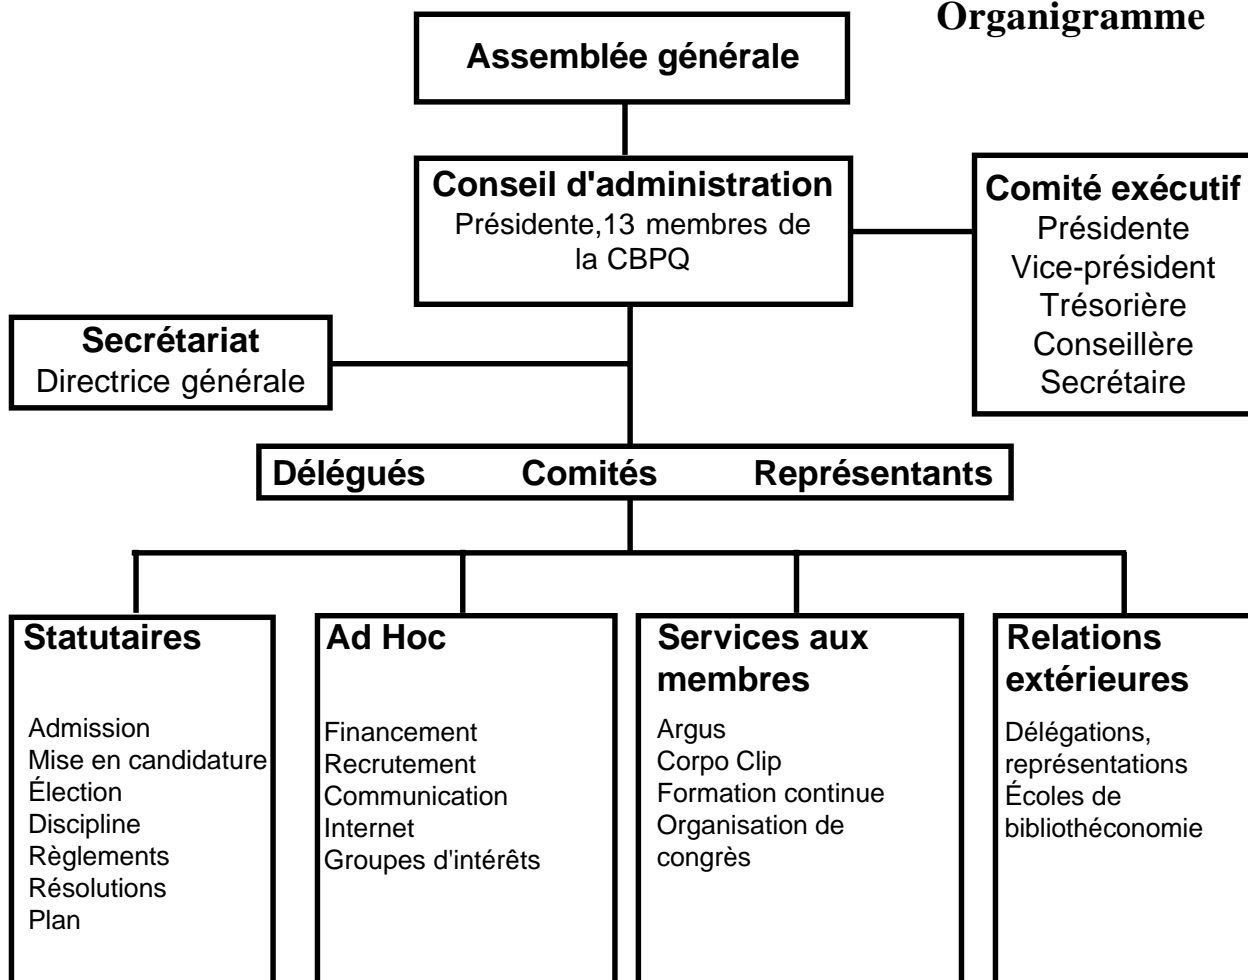 Organigramme
Assemblée générale
Conseil d'administration
Présidente,13 membres de
la CBPQ
Comité exécutif
Présidente
Vice-président
Trésorière
Conseillère
Secrétaire
Secrétariat
Directrice générale
Délégués Comités Représentants
Statutaires
Admission
Mise en candidature
Élection
Discipline
Règlements
Résolutions
Plan
Ad Hoc
Financement
Recrutement
Communication
Internet
Groupes d'intérêts
Services aux
membres
Argus
Corpo Clip
Formation continue
Organisation de
congrès
Relations
extérieures
Délégations,
représentations
Écoles de
bibliothéconomie